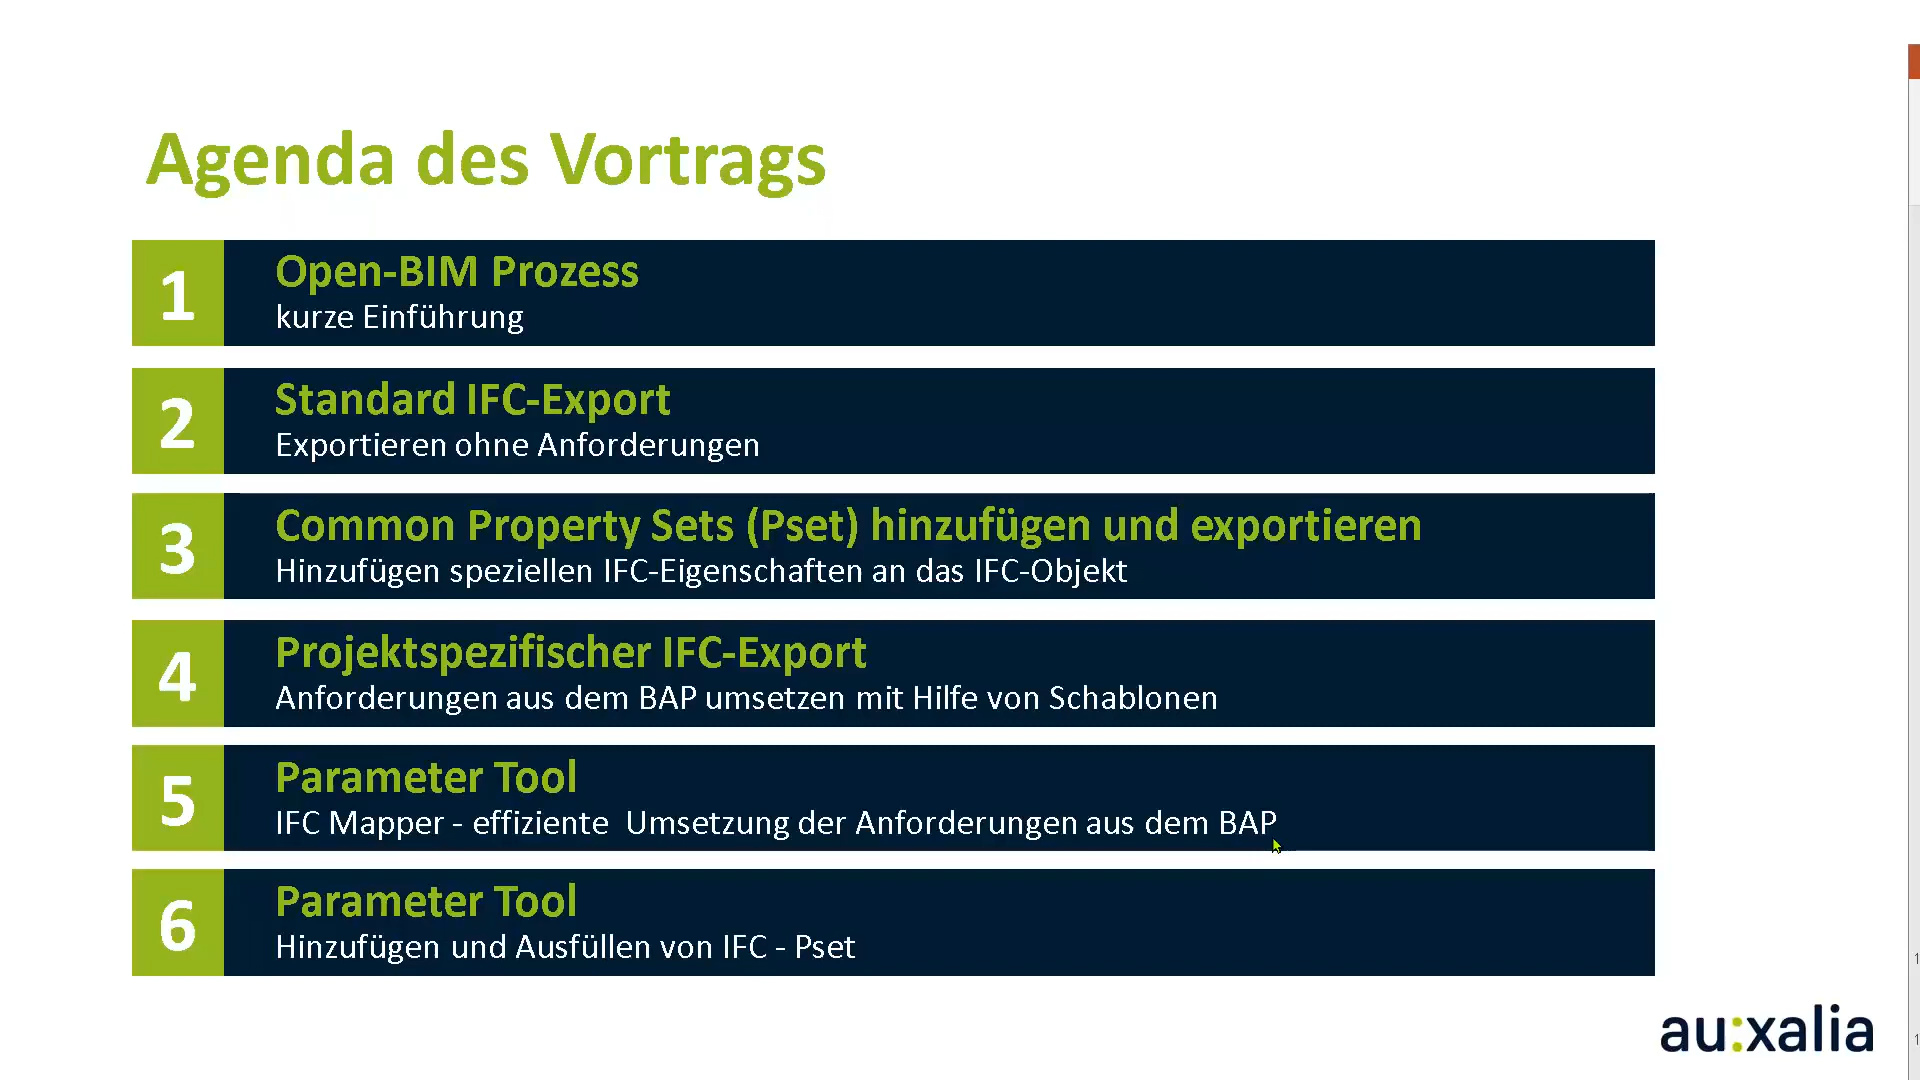 Agenda des Vortrags
1
Open-BIM Prozess
kurze Einführung
2
Standard IFC-Export
Exportieren ohne Anforderungen
3
Common Property Sets (Pset) hinzufügen und exportieren
Hinzufügen speziellen IFC-Eigenschaften an das IFC-Objekt
4
Projektspezifischer IFC-Export
Anforderungen aus dem BAP umsetzen mit Hilfe von Schablonen
5
Parameter Tool
IFC Mapper - effiziente  Umsetzung der Anforderungen aus dem BAP
6
Parameter Tool
Hinzufügen und Ausfüllen von IFC - Pset
au:xalia